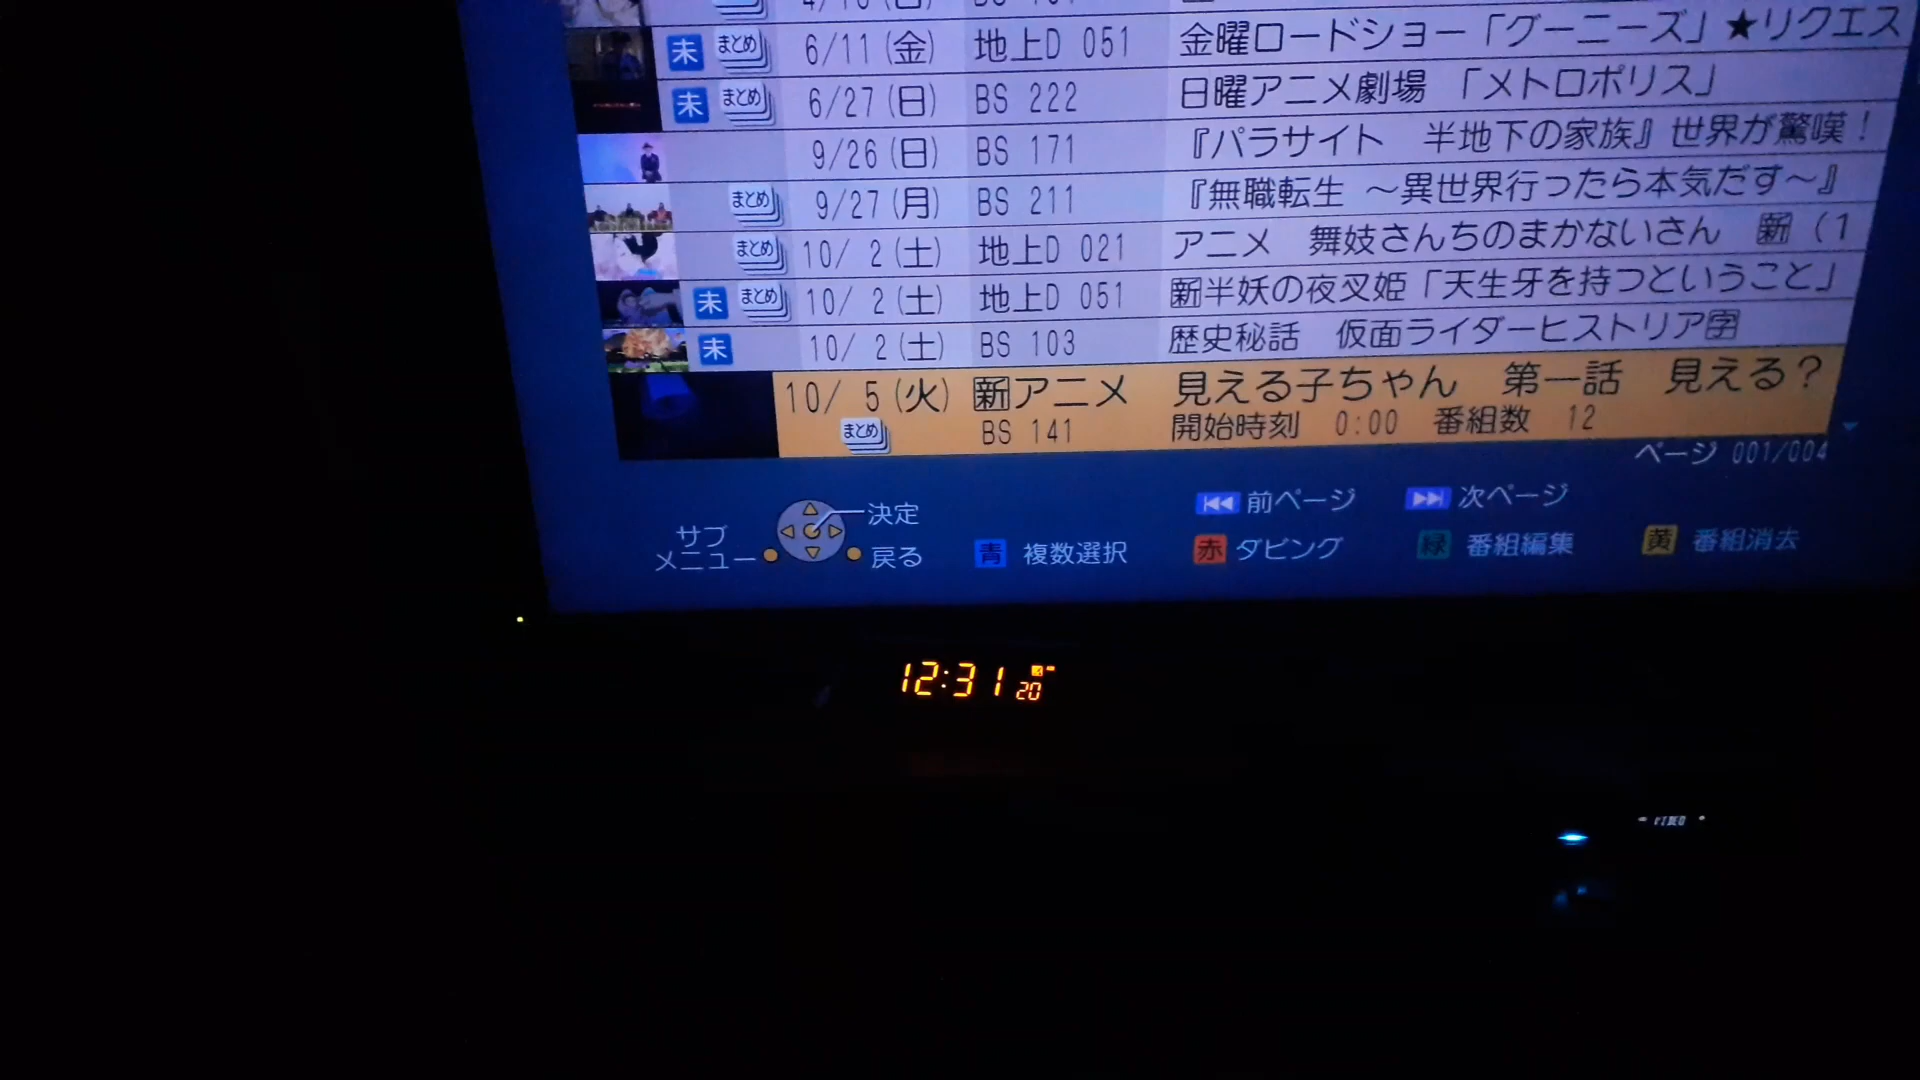 未 まとめ 6/11(金) 地上D 051 金曜ロードショー「グーニーズ」★リクエス
未 まとめ 6/27(日) BS 222 日曜アニメ劇場 「メトロポリス」
9/26(日) BS 171 『パラサイト 半地下の家族』世界が驚嘆!
まとめ 9/27(月) BS 211 『無職転生 ～異世界行ったら本気だす～』
まとめ 10/ 2(土) 地上D 021 アニメ 舞妓さんちのまかないさん 新 (1
未 まとめ 10/ 2(土) 地上D 051 新半妖の夜叉姫「天生牙を持つということ」
未 10/ 2(土) BS 103 歴史秘話 仮面ライダーヒストリア字
10/ 5(火) 新アニメ 見える子ちゃん 第一話 見える?
まとめ BS 141 開始時刻 0:00 番組数 12
ページ 001/004
サブ
メニュー
決定
戻る
前ページ 次ページ
青 複数選択 赤 ダビング 緑 番組編集 黄 番組消去
12:31 20